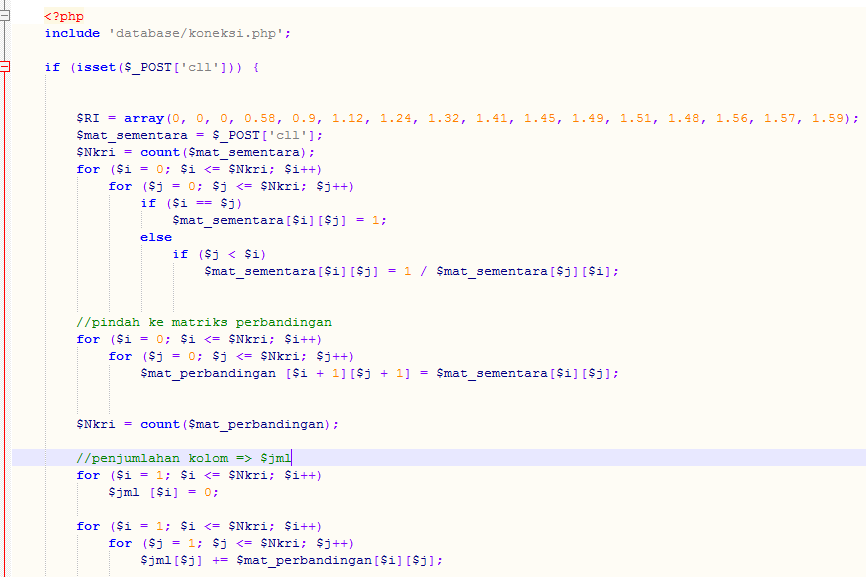 <?php
include 'database/koneksi.php';
if (isset($_POST['cll'])) {
$RI = array(0, 0, 0, 0.58, 0.9, 1.12, 1.24, 1.32, 1.41, 1.45, 1.49, 1.51, 1.48, 1.56, 1.57, 1.59);
$mat_sementara = $_POST['cll'];
$Nkri = count($mat_sementara);
for ($i = 0; $i <= $Nkri; $i++)
for ($j = 0; $j <= $Nkri; $j++)
if ($i == $j)
$mat_sementara[$i][$j] = 1;
else
if ($j < $i)
$mat_sementara[$i][$j] = 1 / $mat_sementara[$j][$i];
//pindah ke matriks perbandingan
for ($i = 0; $i <= $Nkri; $i++)
for ($j = 0; $j <= $Nkri; $j++)
$mat_perbandingan [$i + 1][$j + 1] = $mat_sementara[$i][$j];
$Nkri = count($mat_perbandingan);
//penjumlahan kolom => $jml
for ($i = 1; $i <= $Nkri; $i++)
$jml [$i] = 0;
for ($i = 1; $i <= $Nkri; $i++)
for ($j = 1; $j <= $Nkri; $j++)
$jml[$j] += $mat_perbandingan[$i][$j];